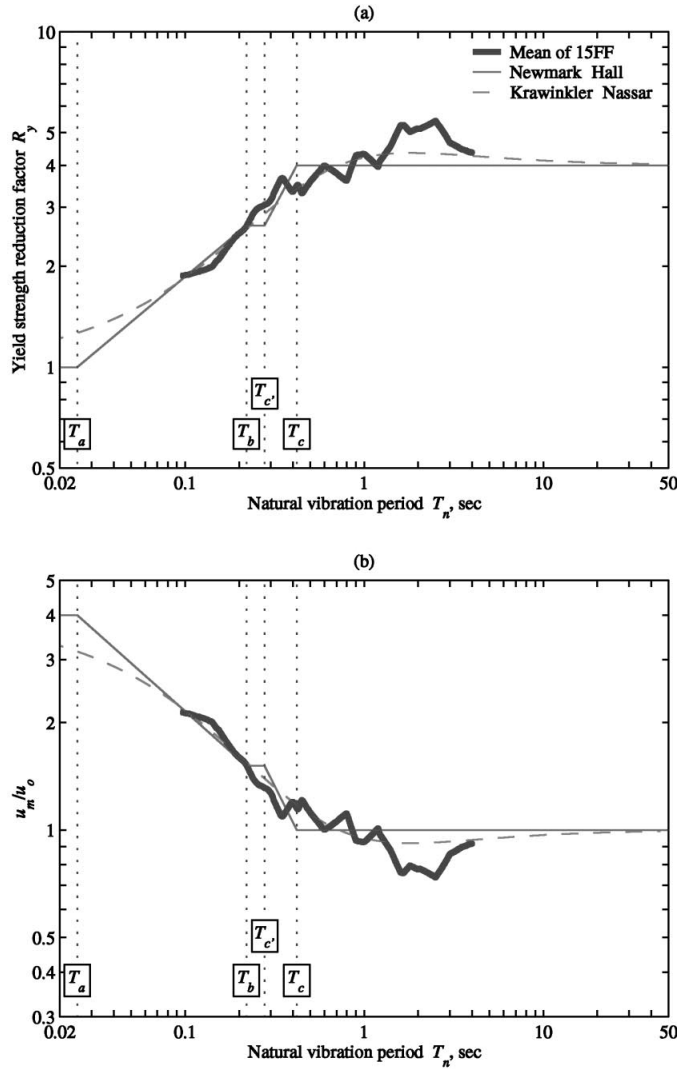 (a)
10
Mean of 15FF
Newmark Hall
Krawinkler Nassar
5
4
3
2
1
0.5
Yield strength reduction factor R_y
T_a
T_b
T_c'
T_c
0.02
0.1
1
10
50
Natural vibration period T_n, sec
(b)
5
4
3
2
1
0.5
0.4
0.3
u_m/u_o
T_a
T_b
T_c'
T_c
0.02
0.1
1
10
50
Natural vibration period T_n, sec